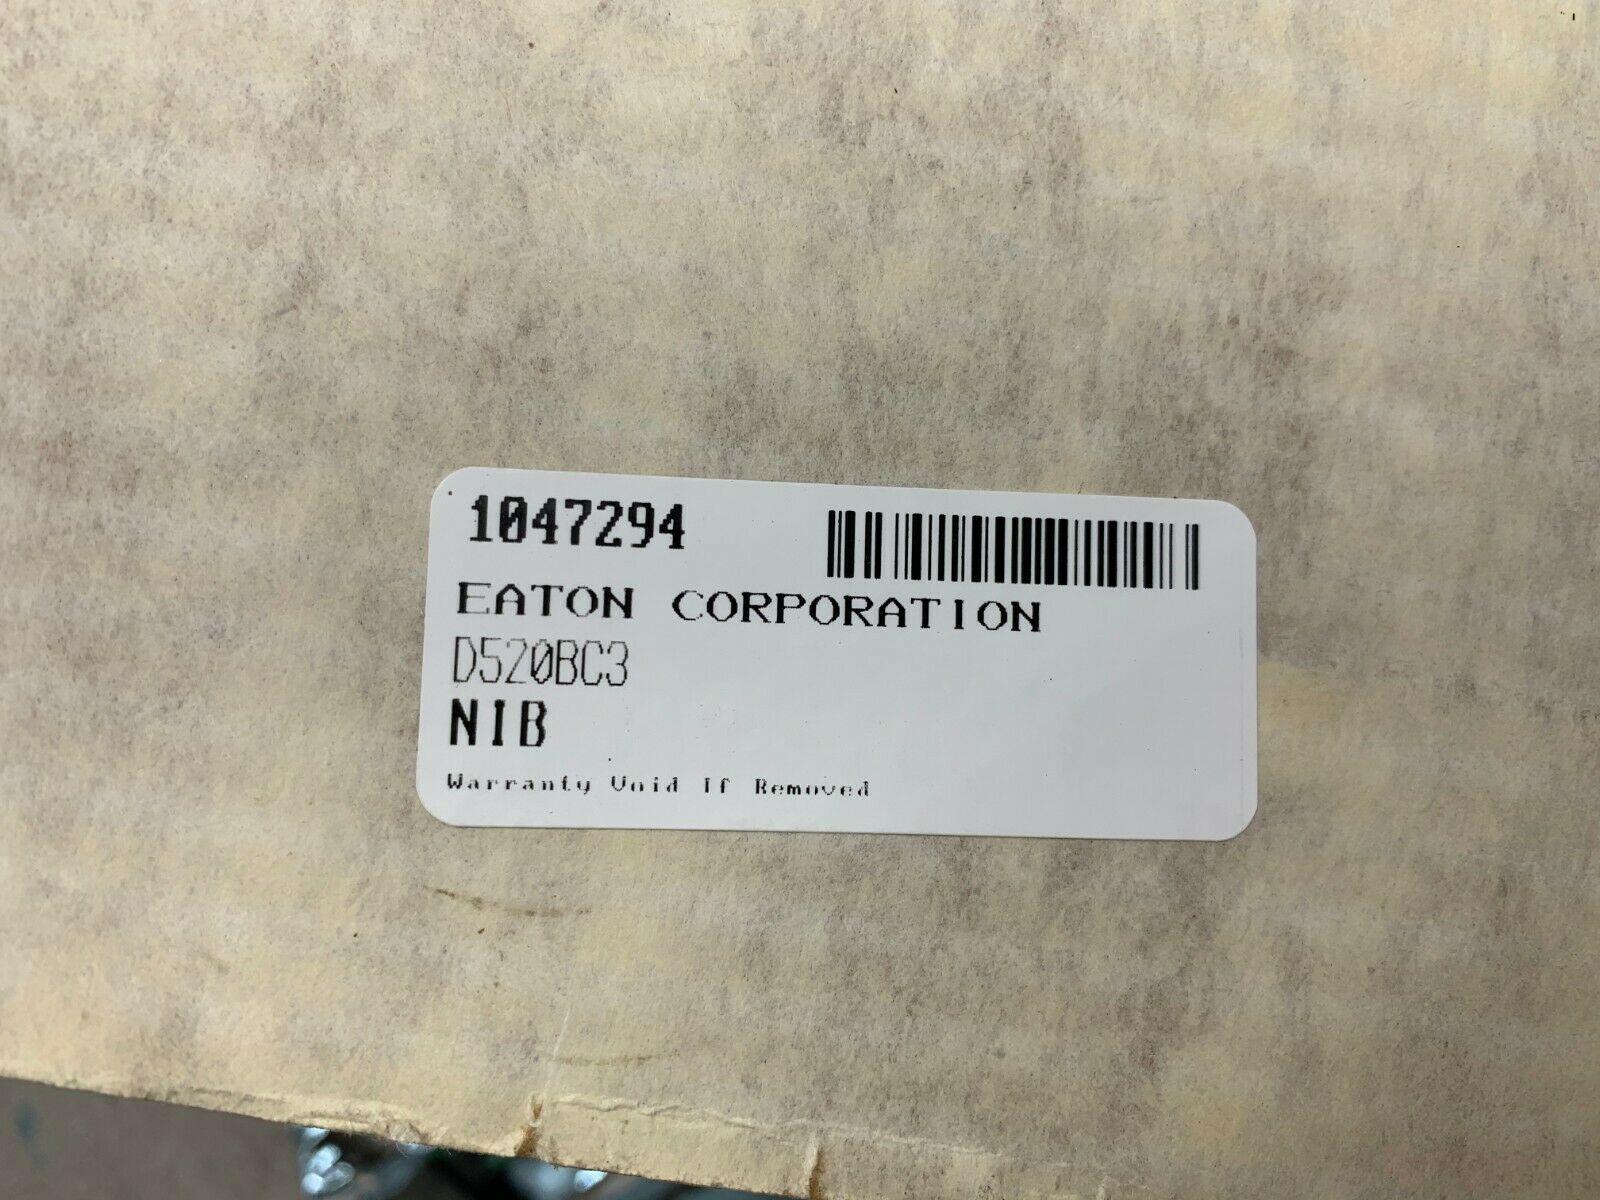 1047294
EATON CORPORATION
D520BC3
NIB
Warranty Void If Removed